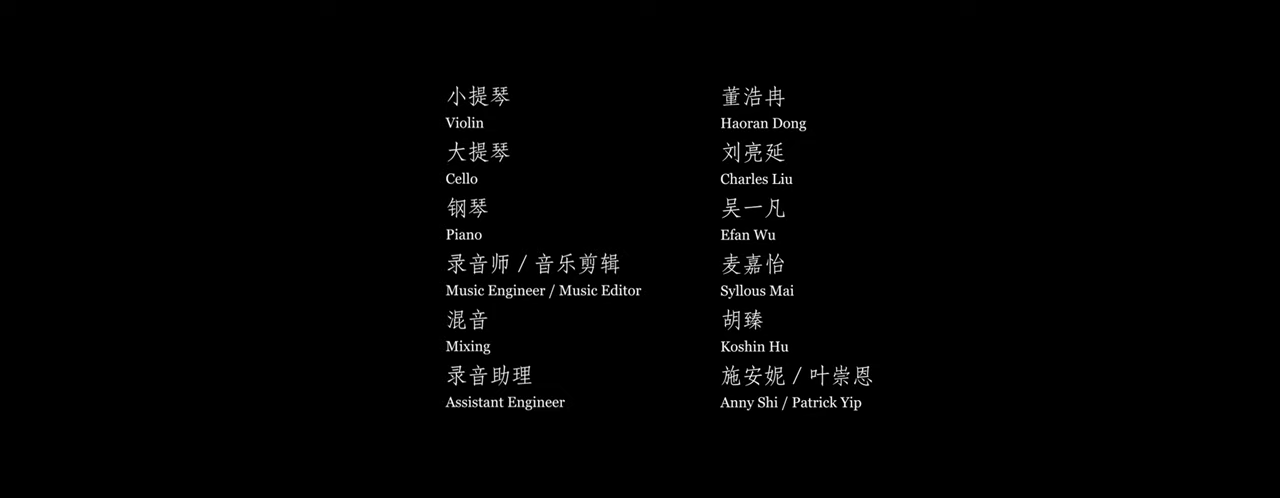 小提琴 董浩冉
Violin Haoran Dong
大提琴 刘亮延
Cello Charles Liu
钢琴 吴一凡
Piano Efan Wu
录音师 / 音乐剪辑 麦嘉怡
Music Engineer / Music Editor Syllous Mai
混音 胡臻
Mixing Koshin Hu
录音助理 施安妮 / 叶崇恩
Assistant Engineer Anny Shi / Patrick Yip